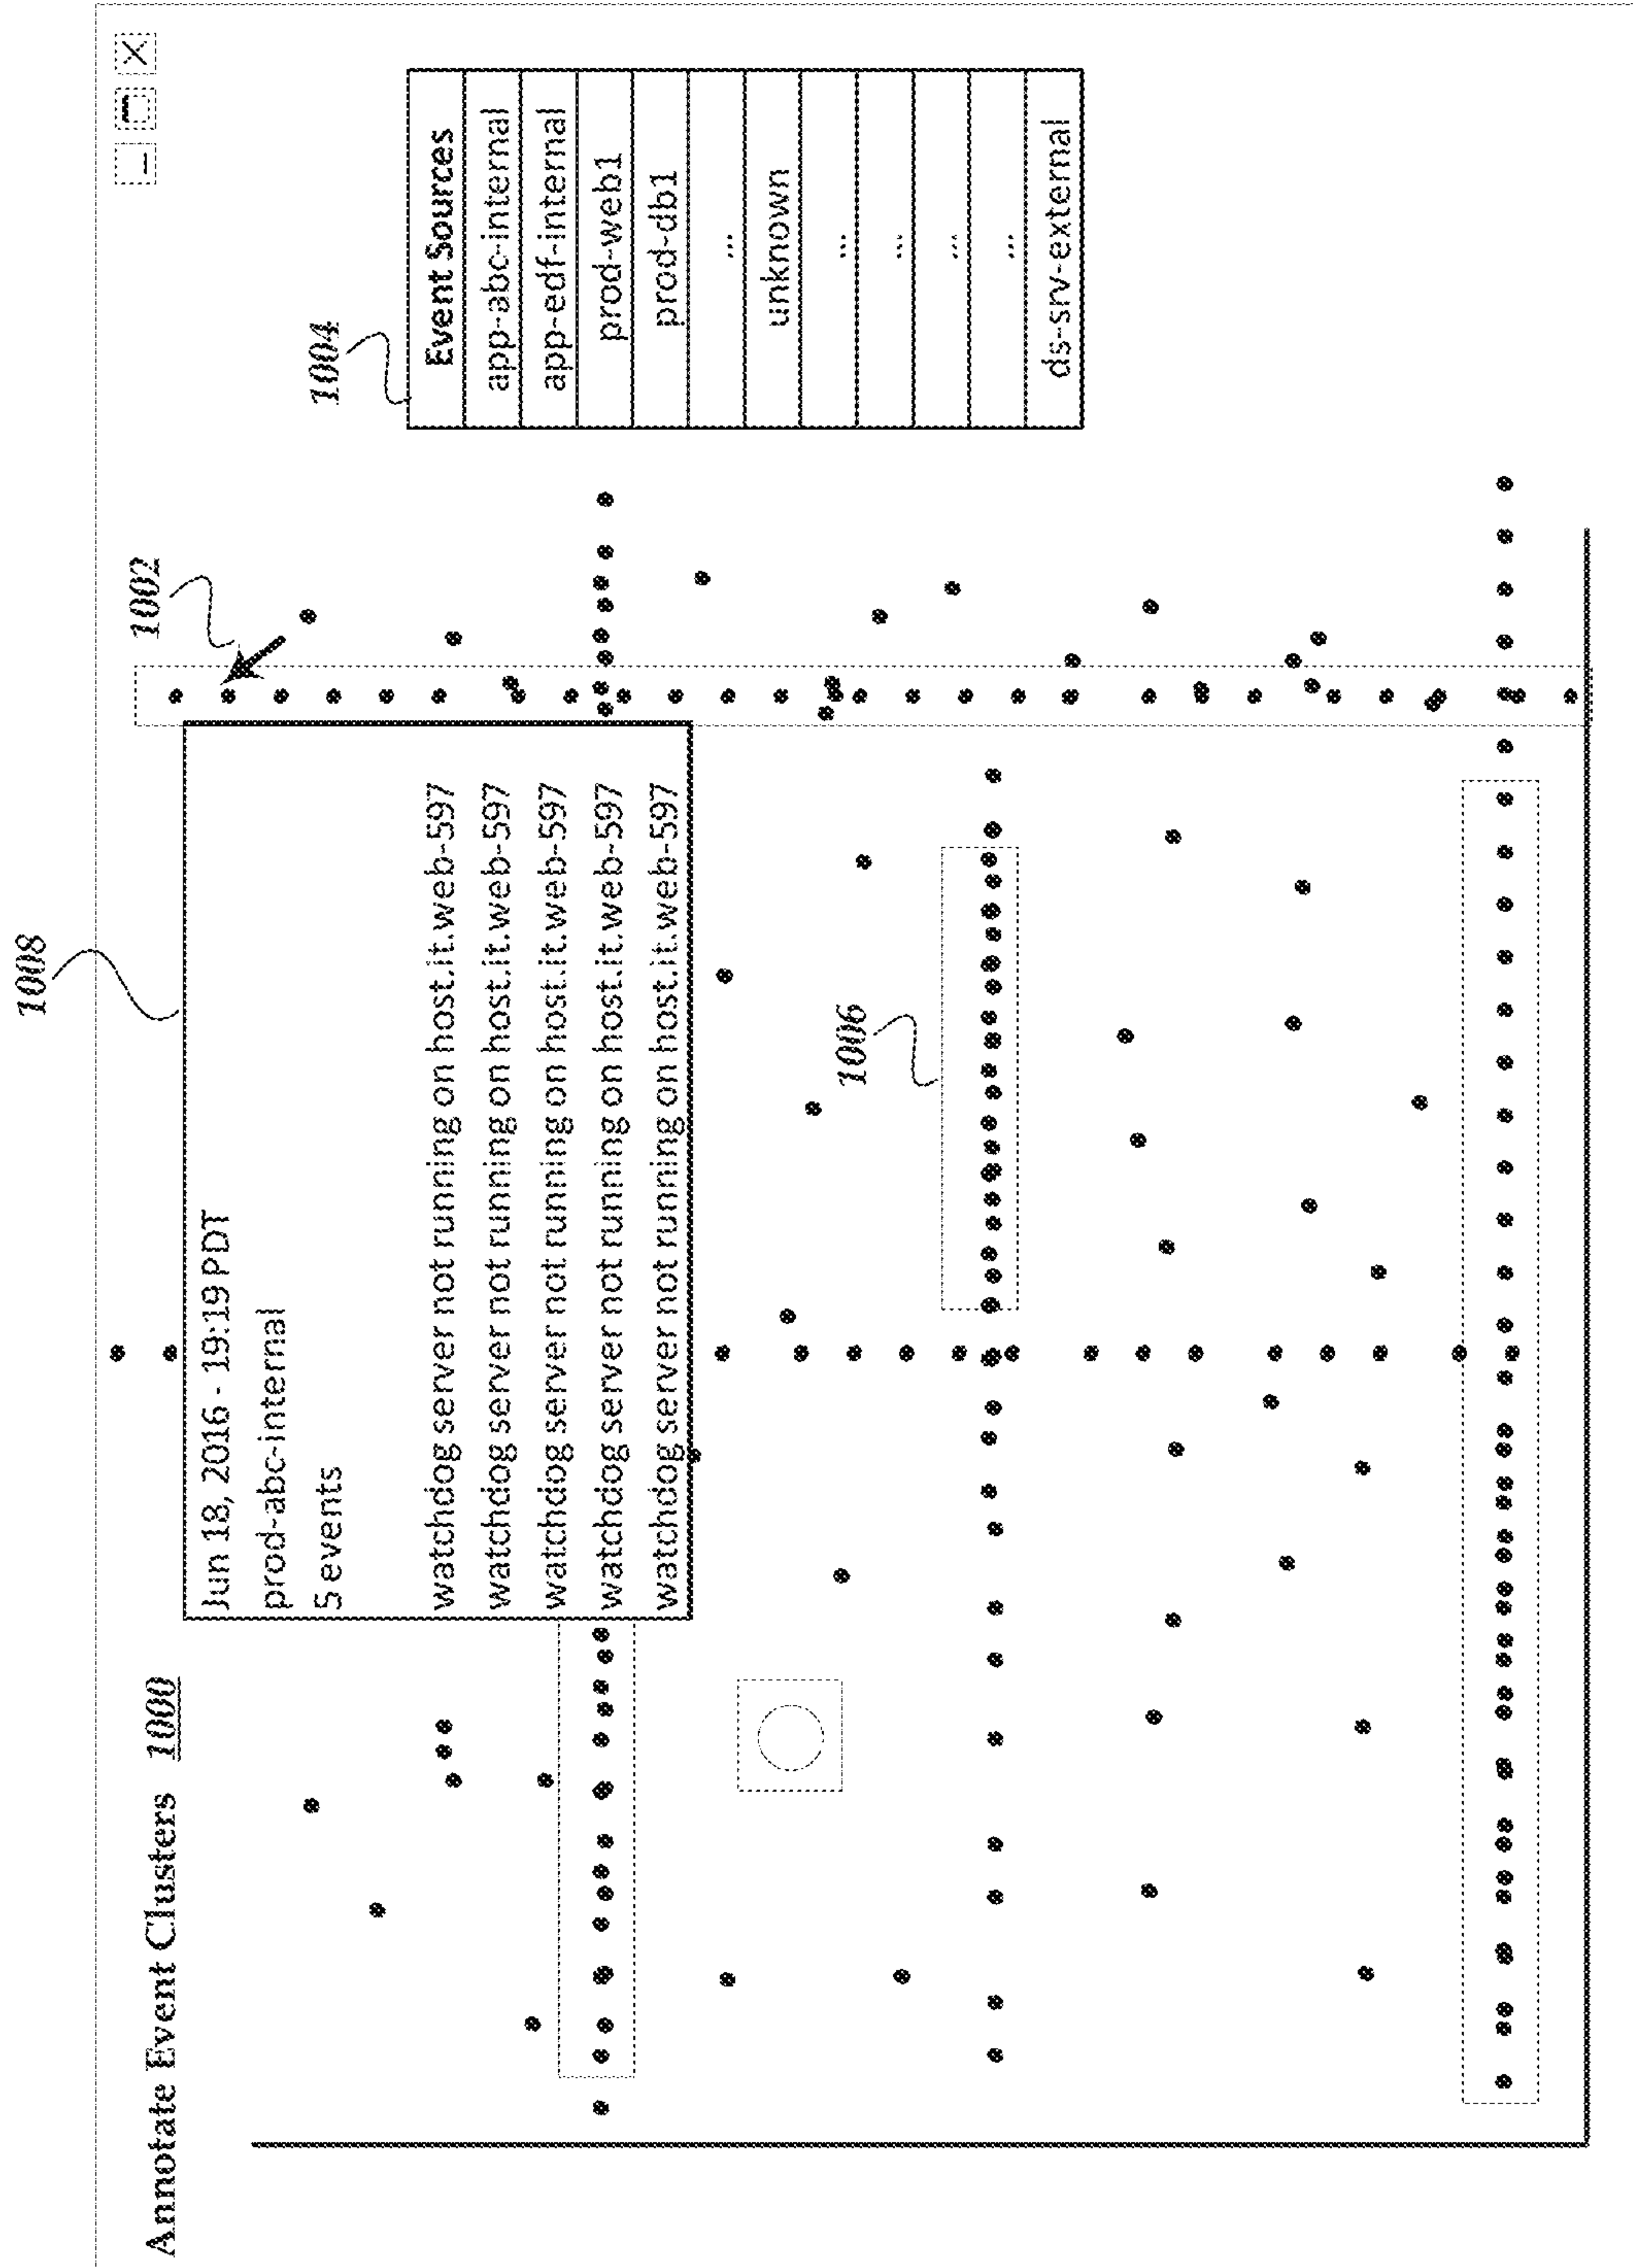 Annotate Event Clusters 1000
1008
1002
Jun 18, 2016 - 19:19 PDT
prod-abc-internal
5 events
watchdog server not running on host.it.web-597
watchdog server not running on host.it.web-597
watchdog server not running on host.it.web-597
watchdog server not running on host.it.web-597
watchdog server not running on host.it.web-597
1004
Event Sources
app-abc-internal
app-edf-internal
prod-web1
prod-db1
...
unknown
...
...
...
...
ds-srv-external
1006